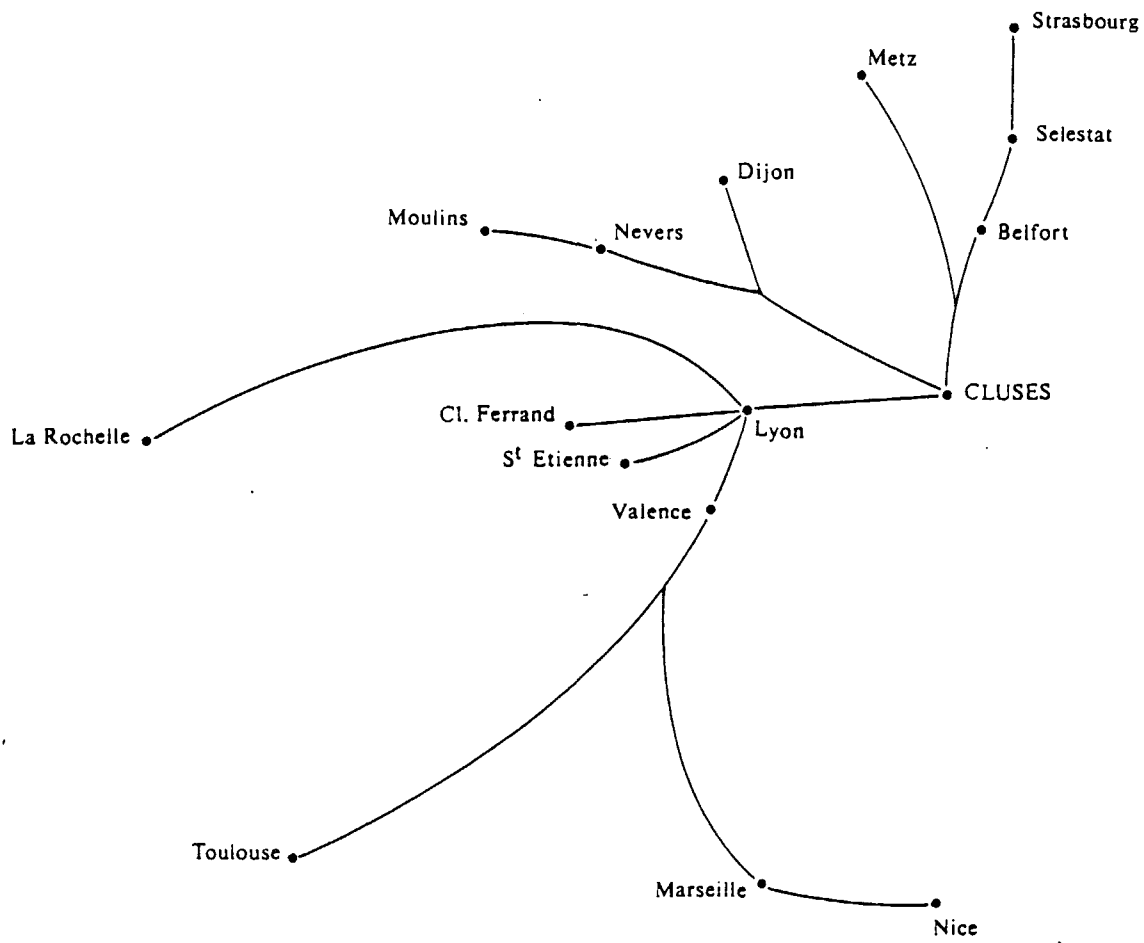 Strasbourg
Metz
Selestat
Dijon
Moulins
Nevers
Belfort
CLUSES
Cl. Ferrand
La Rochelle
Lyon
Sᵗ Etienne
Valence
Toulouse
Marseille
Nice